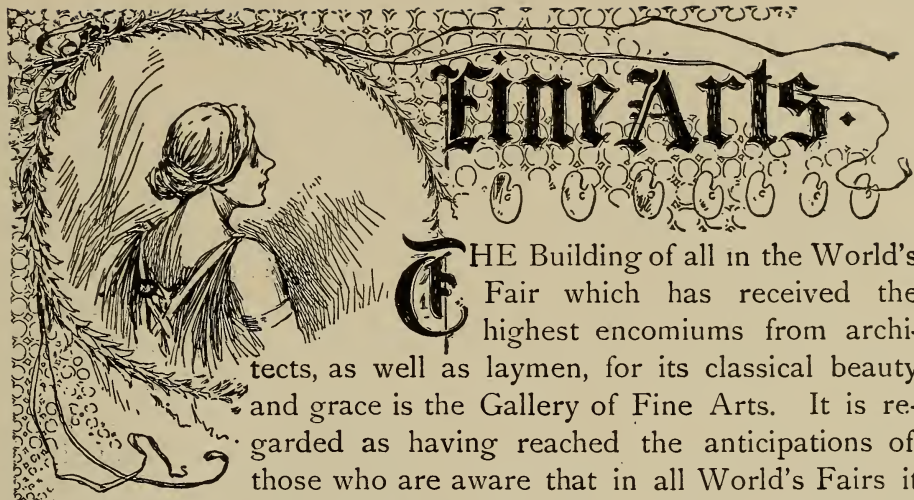 Fine Arts.
THE Building of all in the World's
Fair which has received the
highest encomiums from archi
tects, as well as laymen, for its classical beauty
and grace is the Gallery of Fine Arts. It is re-
garded as having reached the anticipations of
those who are aware that in all World's Fairs it